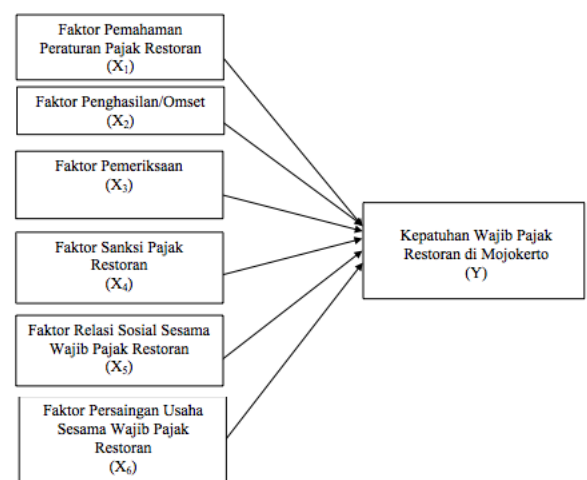 Faktor Pemahaman
Peraturan Pajak Restoran
(X₁)
Faktor Penghasilan/Omset
(X₂)
Faktor Pemeriksaan
(X₃)
Faktor Sanksi Pajak
Restoran
(X₄)
Faktor Relasi Sosial Sesama
Wajib Pajak Restoran
(X₅)
Faktor Persaingan Usaha
Sesama Wajib Pajak
Restoran
(X₆)
Kepatuhan Wajib Pajak
Restoran di Mojokerto
(Y)